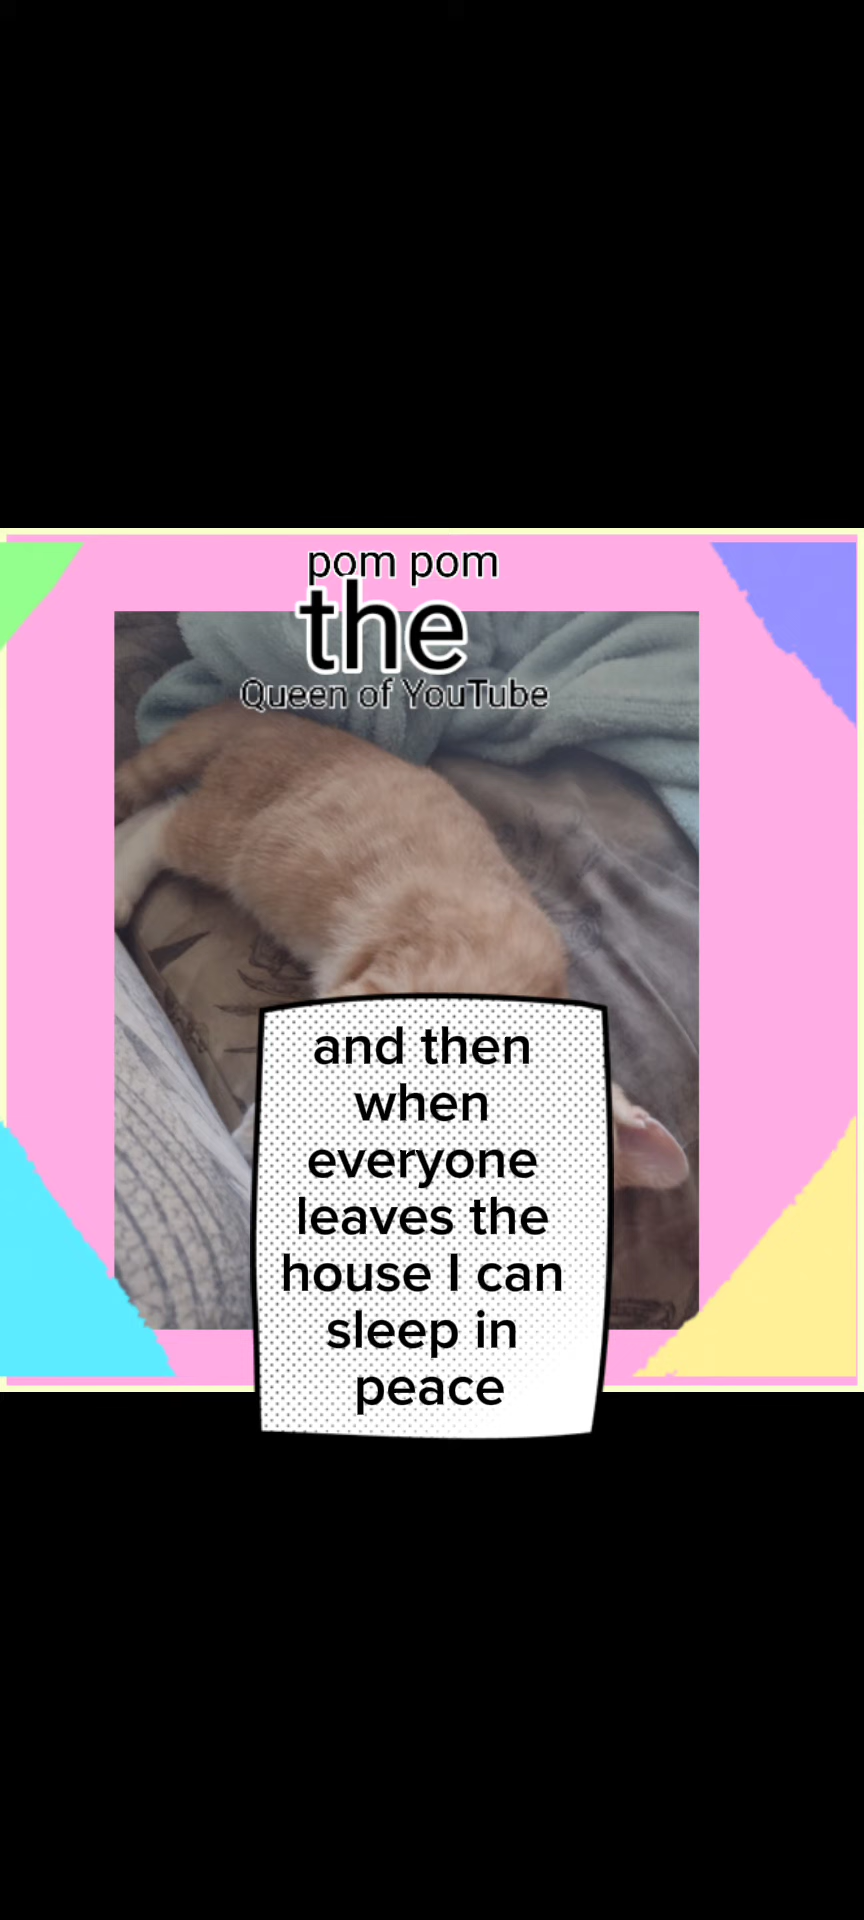 pom pom
the
Queen of YouTube
and then
when
everyone
leaves the
house I can
sleep in
peace